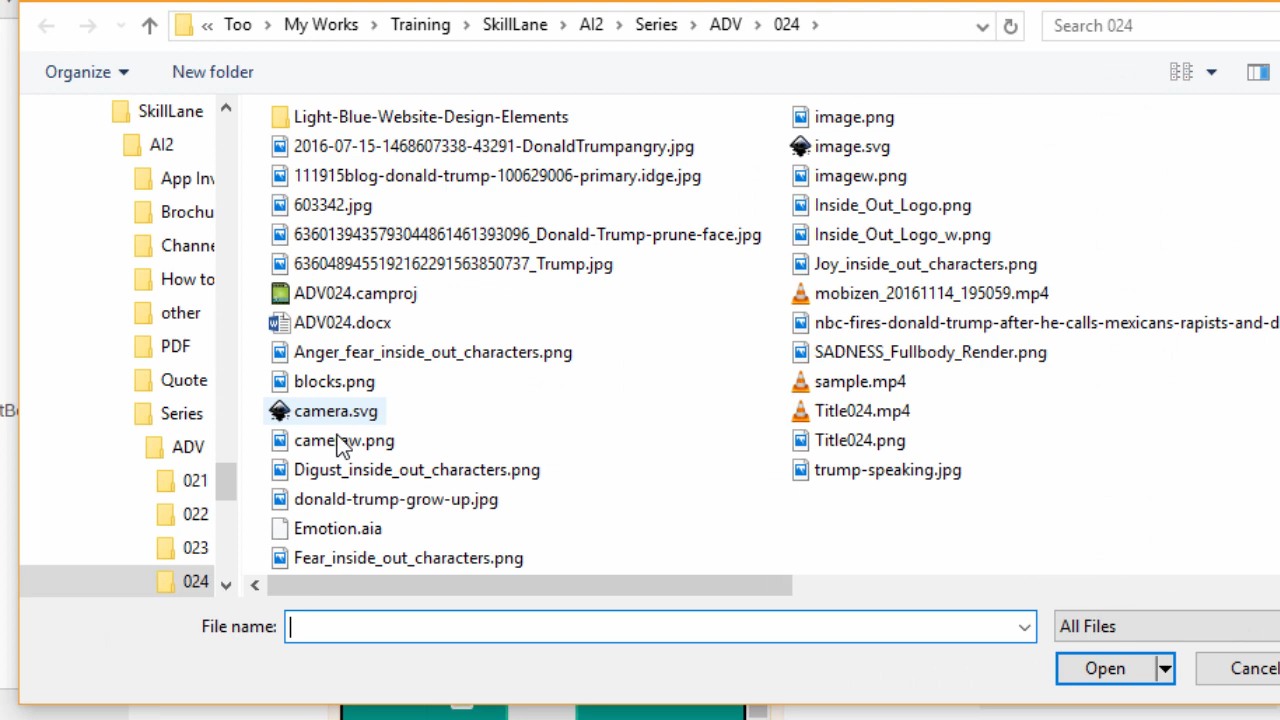 « Too > My Works > Training > SkillLane > AI2 > Series > ADV > 024 >
Search 024
Organize
New folder
SkillLane
AI2
App Inv
Brochu
Channe
How to
other
PDF
Quote
Series
ADV
021
022
023
024
Light-Blue-Website-Design-Elements
2016-07-15-1468607338-43291-DonaldTrumpangry.jpg
111915blog-donald-trump-100629006-primary.idge.jpg
603342.jpg
6360139435793044861461393096_Donald-Trump-prune-face.jpg
6360489455192162291563850737_Trump.jpg
ADV024.camproj
ADV024.docx
Anger_fear_inside_out_characters.png
blocks.png
camera.svg
cameraw.png
Digust_inside_out_characters.png
donald-trump-grow-up.jpg
Emotion.aia
Fear_inside_out_characters.png
image.png
image.svg
imagew.png
Inside_Out_Logo.png
Inside_Out_Logo_w.png
Joy_inside_out_characters.png
mobizen_20161114_195059.mp4
nbc-fires-donald-trump-after-he-calls-mexicans-rapists-and-d
SADNESS_Fullbody_Render.png
sample.mp4
Title024.mp4
Title024.png
trump-speaking.jpg
File name:
All Files
Open
Cancel